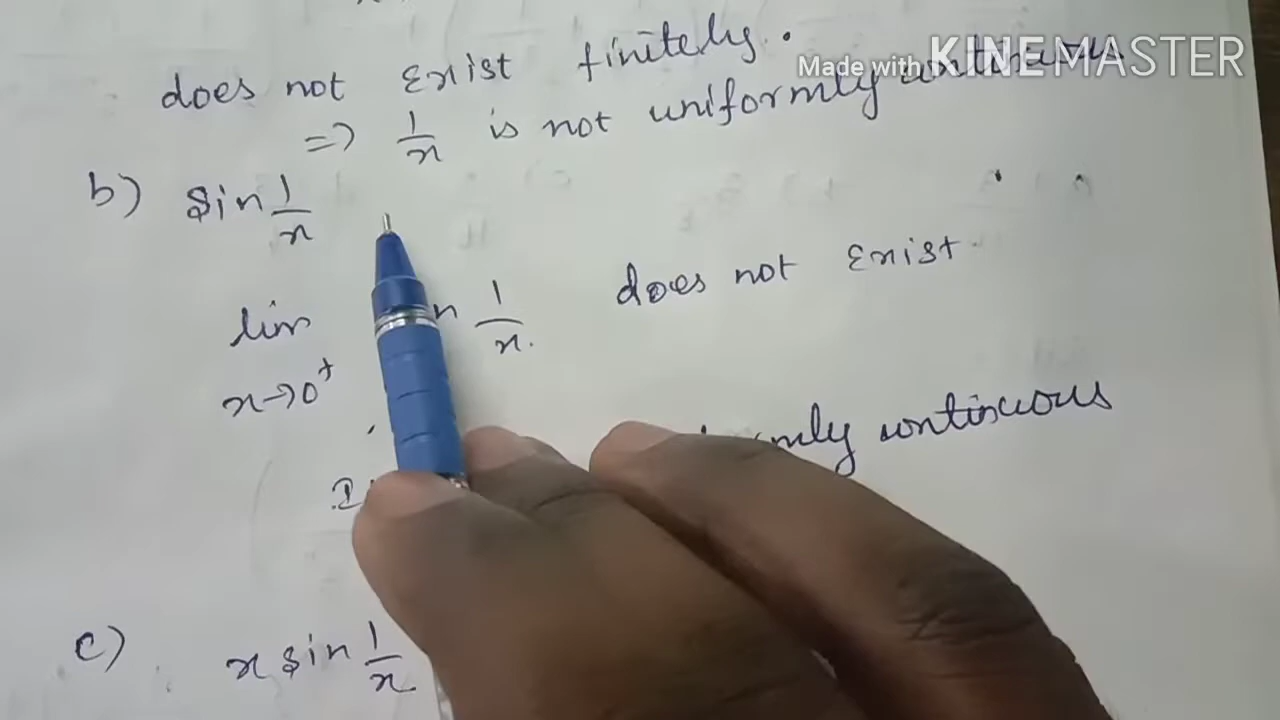 does not Exist finitely.
Made with KINEMASTER
=> 1/x is not uniformly continuous
b) Sin 1/x
lim 1/x does not Exist.
x→0+
continuous
c) x sin 1/x